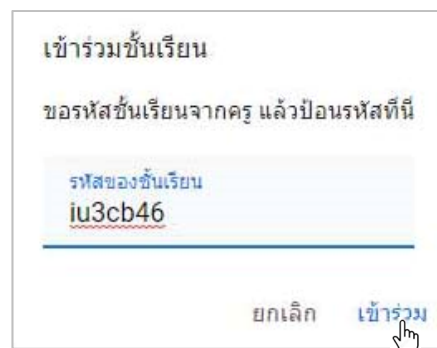 เข้าร่วมชั้นเรียน
ขอรหัสชั้นเรียนจากครู แล้วป้อนรหัสที่นี่
รหัสของชั้นเรียน
iu3cb46
ยกเลิก เข้าร่วม